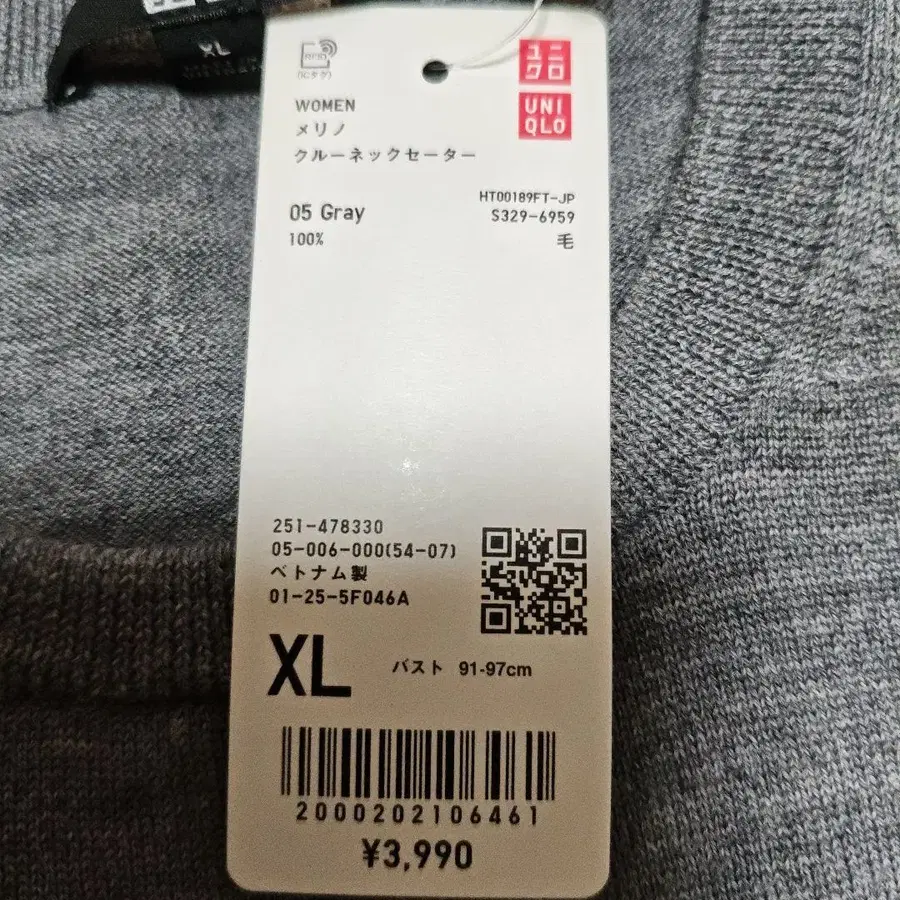 XL
RFID
(ICタグ)
ユニ
クロ
UNI
QLO
WOMEN
メリノ
クルーネックセーター
HT00189FT-JP
05 Gray
S329-6959
100%
毛
251-478330
05-006-000(54-07)
ベトナム製
01-25-5F046A
XL
バスト 91-97cm
2000202106461
¥3,990